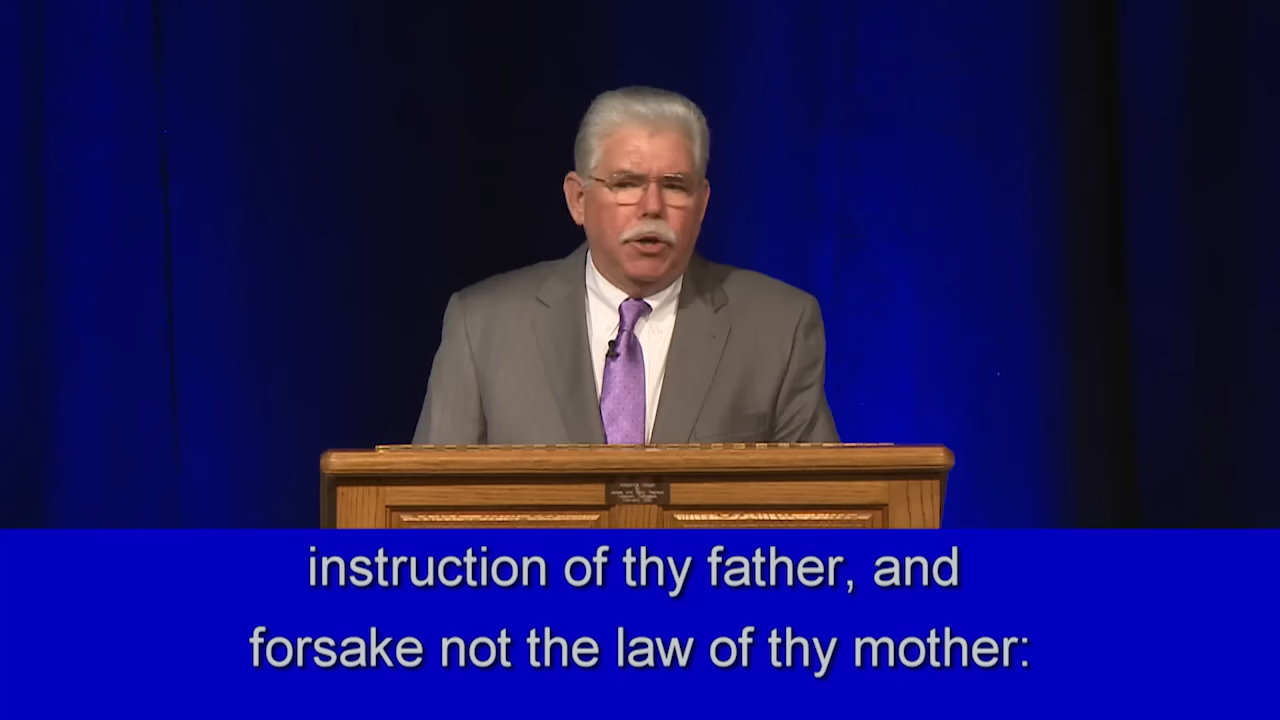 instruction of thy father, and
forsake not the law of thy mother: